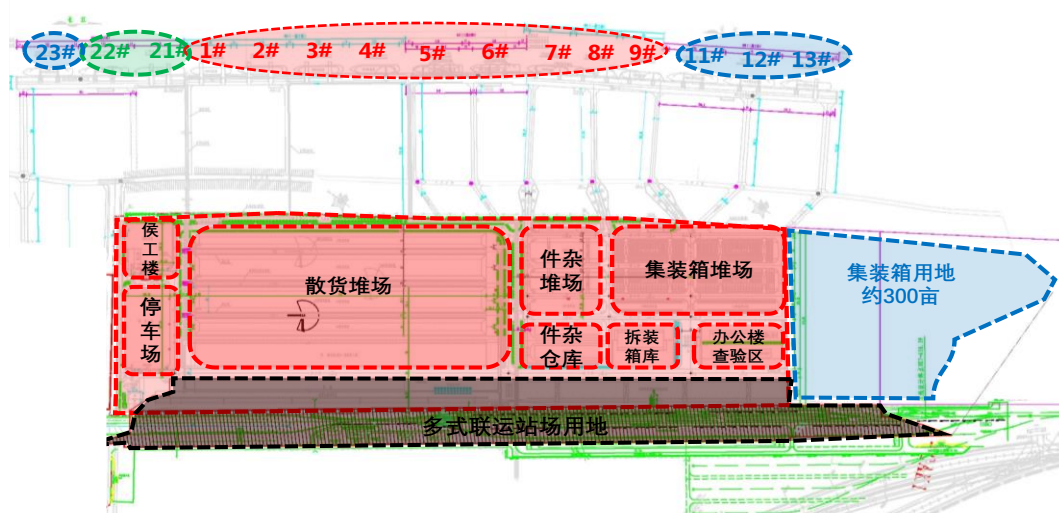 23# 22# 21# 1# 2# 3# 4# 5# 6# 7# 8# 9# 11# 12# 13#
侯
工
楼
停
车
场
散货堆场
件杂
堆场
集装箱堆场
件杂
仓库
拆装
箱库
办公楼
查验区
集装箱用地
约300亩
多式联运站场用地